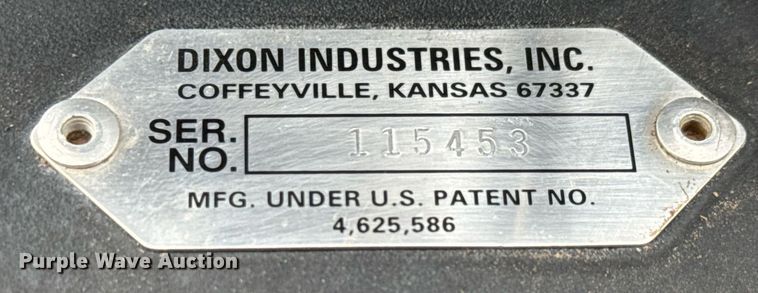 DIXON INDUSTRIES, INC.
COFFEYVILLE, KANSAS 67337
SER. NO. 115453
MFG. UNDER U.S. PATENT NO.
4,625,586
Purple Wave Auction